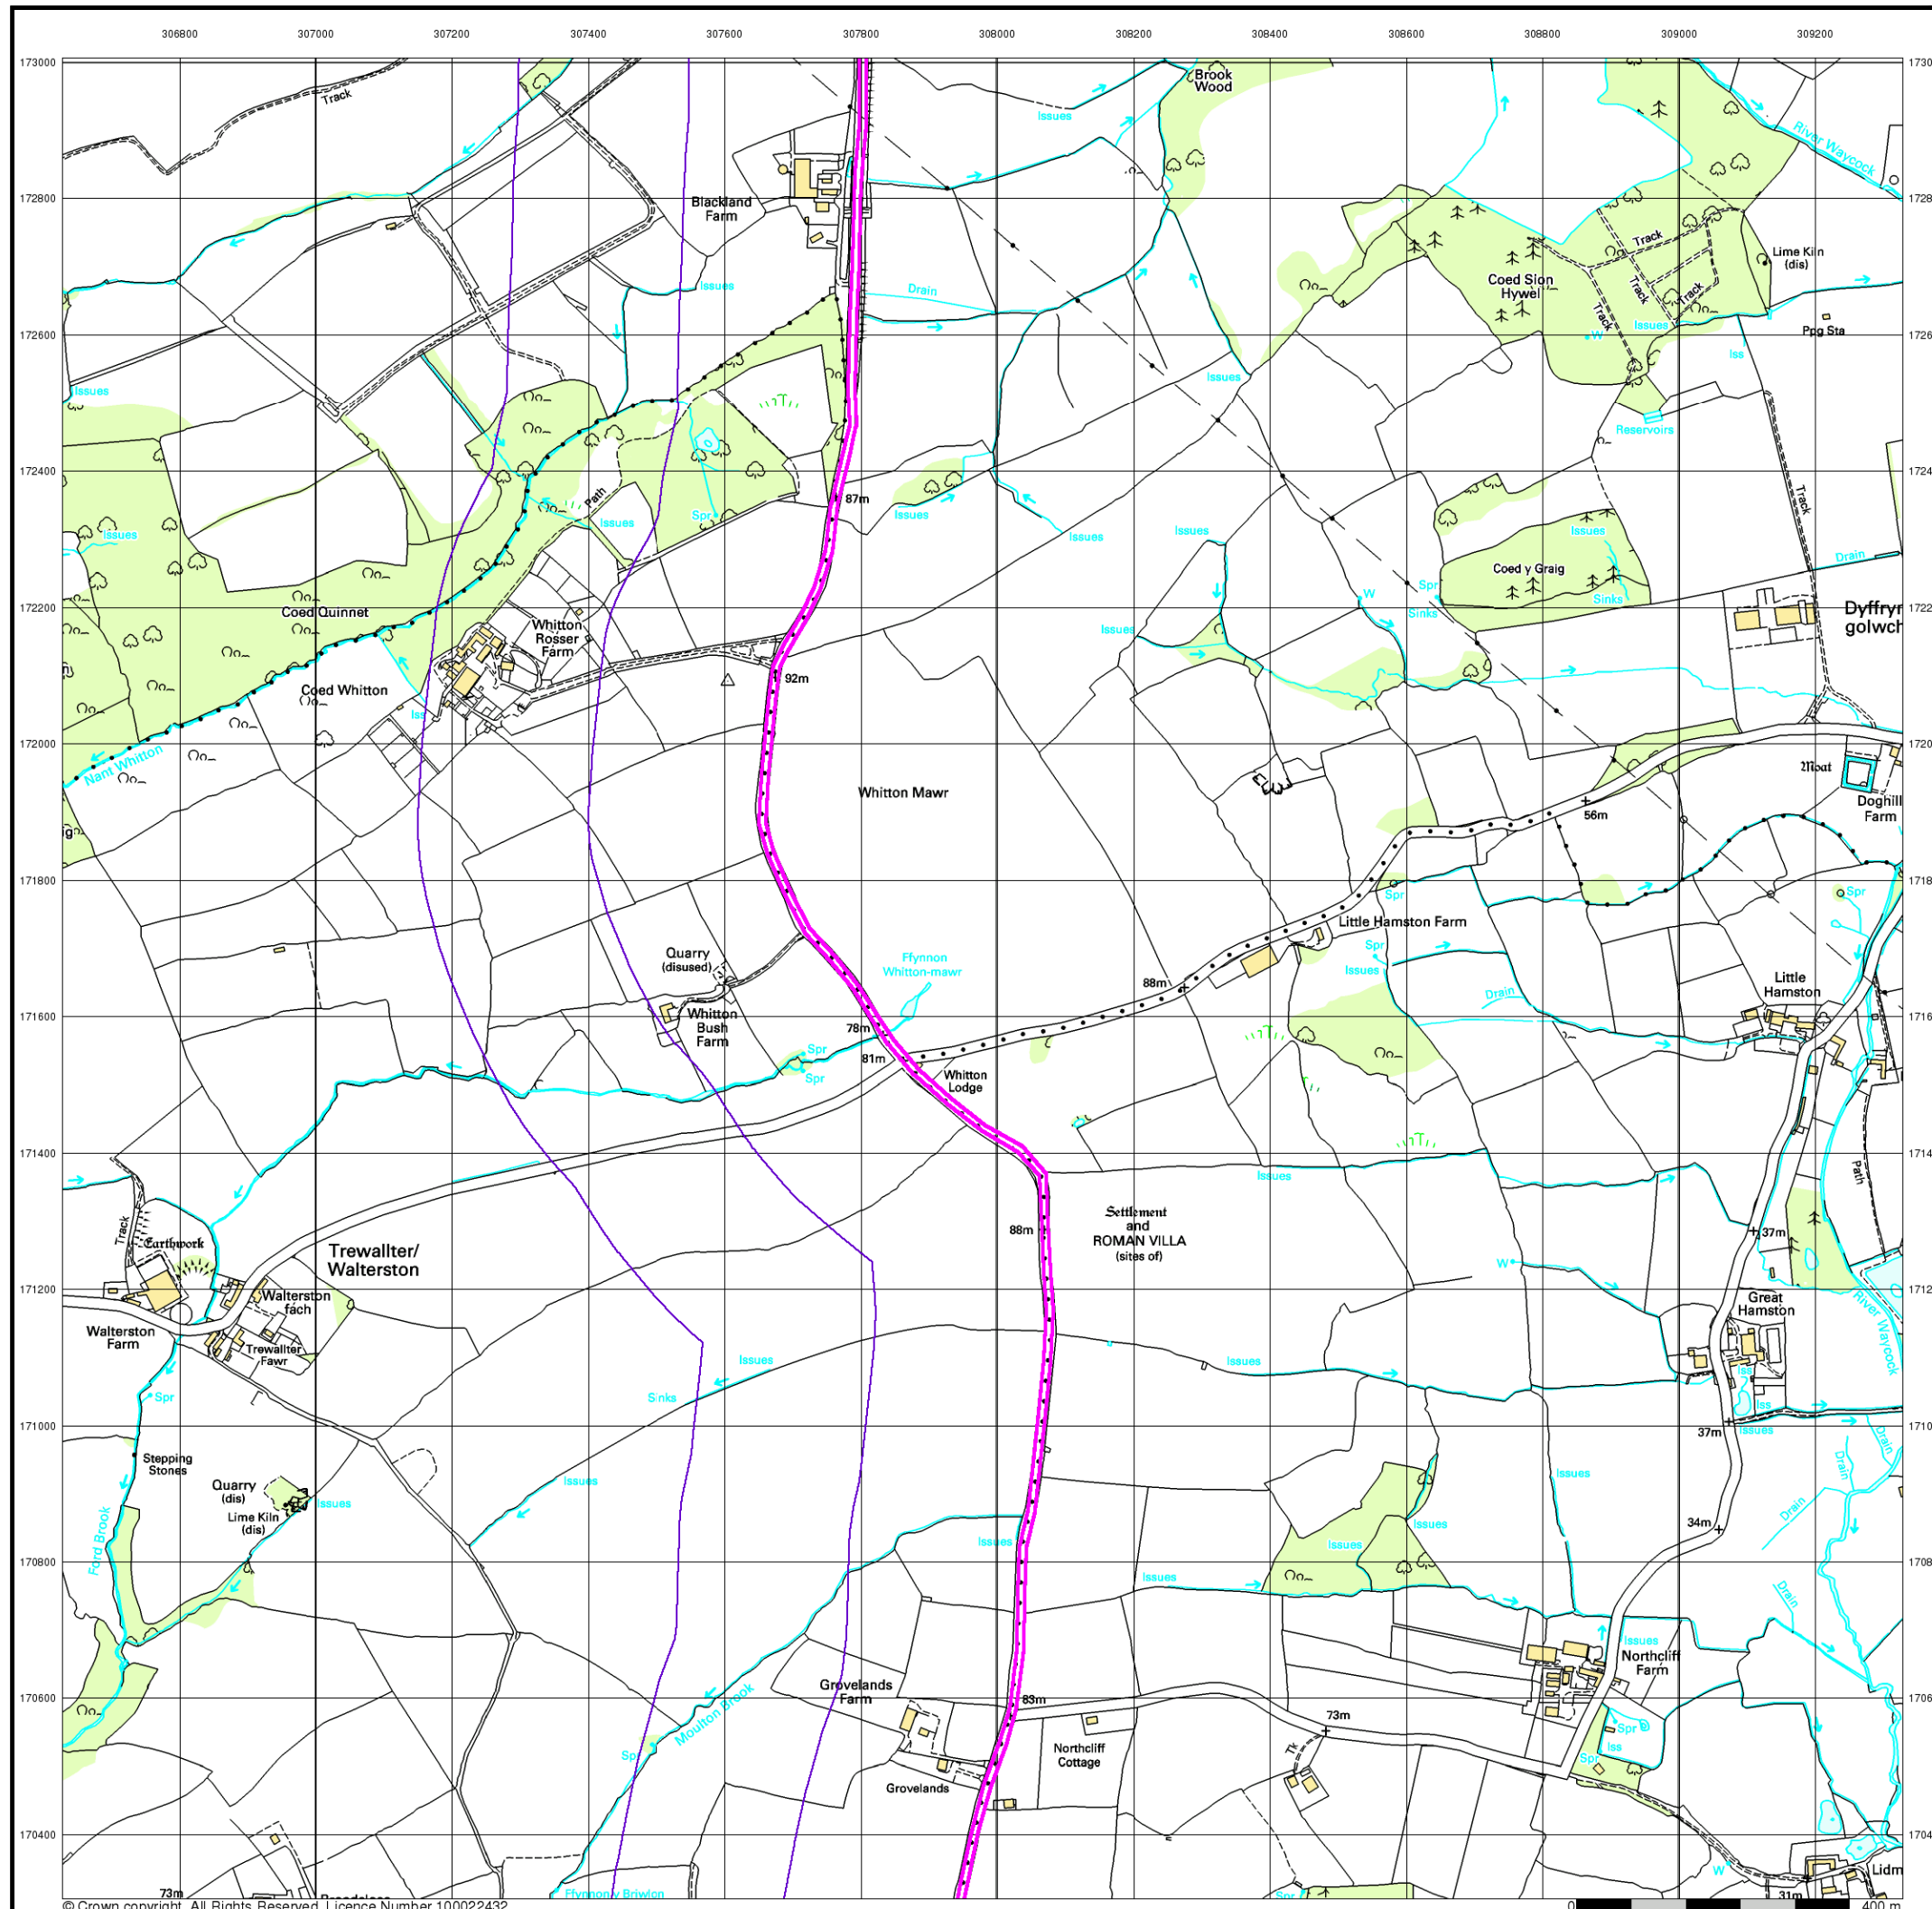 306800 307000 307200 307400 307600 307800 308000 308200 308400 308600 308800 309000 309200
173000
Brook
Wood
Track
Issues
River Waycock
172800
Blackland
Farm
Track
Lime Kiln
(dis)
Coed Sion
Hywel
Track
Track
Track
Issues
Drain
Issues
Ppg Sta
172600
W
Iss
Issues
Issues
Reservoirs
172400
Path
87m
Issues
Spr
Issues
Issues
Issues
Issues
Issues
Track
Drain
Coed y Graig
Spr
Sinks
Sinks
W
172200
Coed Quinnet
Whitton
Rosser
Farm
Issues
92m
Coed Whitton
Iss
Nant Whitton
172000
Moat
Whitton Mawr
56m
Doghill
Farm
171800
Spr
Spr
Little Hamston Farm
Quarry
(disused)
Ffynnon
Whitton-mawr
Spr
Issues
88m
Little
Hamston
Drain
171600
Whitton
Bush
Farm
78m
81m
Spr
Spr
Whitton
Lodge
171400
Issues
Path
Track
Earthwork
Trewallter/
Walterston
88m
Settlement
and
ROMAN VILLA
(sites of)
37m
W
171200
Walterston
fach
Walterston
Farm
Trewallter
Fawr
Great
Hamston
River Waycock
Issues
Issues
Sinks
Spr
Iss
Iss
171000
37m
Issues
Drain
Drain
Stepping
Stones
Quarry
(dis)
Lime Kiln
(dis)
Issues
Issues
Issues
Drain
34m
Issues
Issues
Issues
Ford Brook
170800
Issues
Drain
Issues
Northcliff
Farm
Grovelands
Farm
170600
83m
Moulton Brook
73m
Spr
Northcliff
Cottage
Tk
Grovelands
Spr
Iss
Spr
170400
W
73m
Ffynnon y Briwlon
Spr
31m
© Crown copyright. All Rights Reserved. Licence Number 100022432
0 400 m